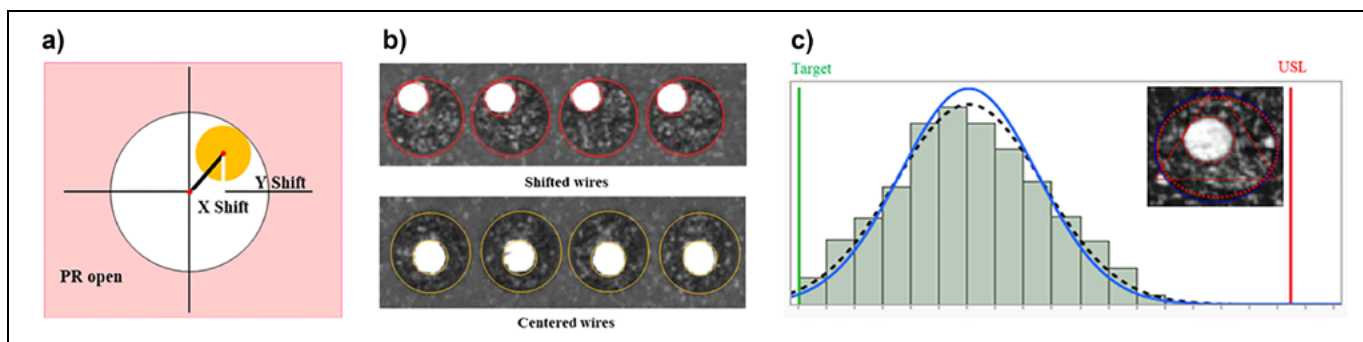 a)
Y Shift
X Shift
PR open
b)
Shifted wires
Centered wires
c)
Target
USL